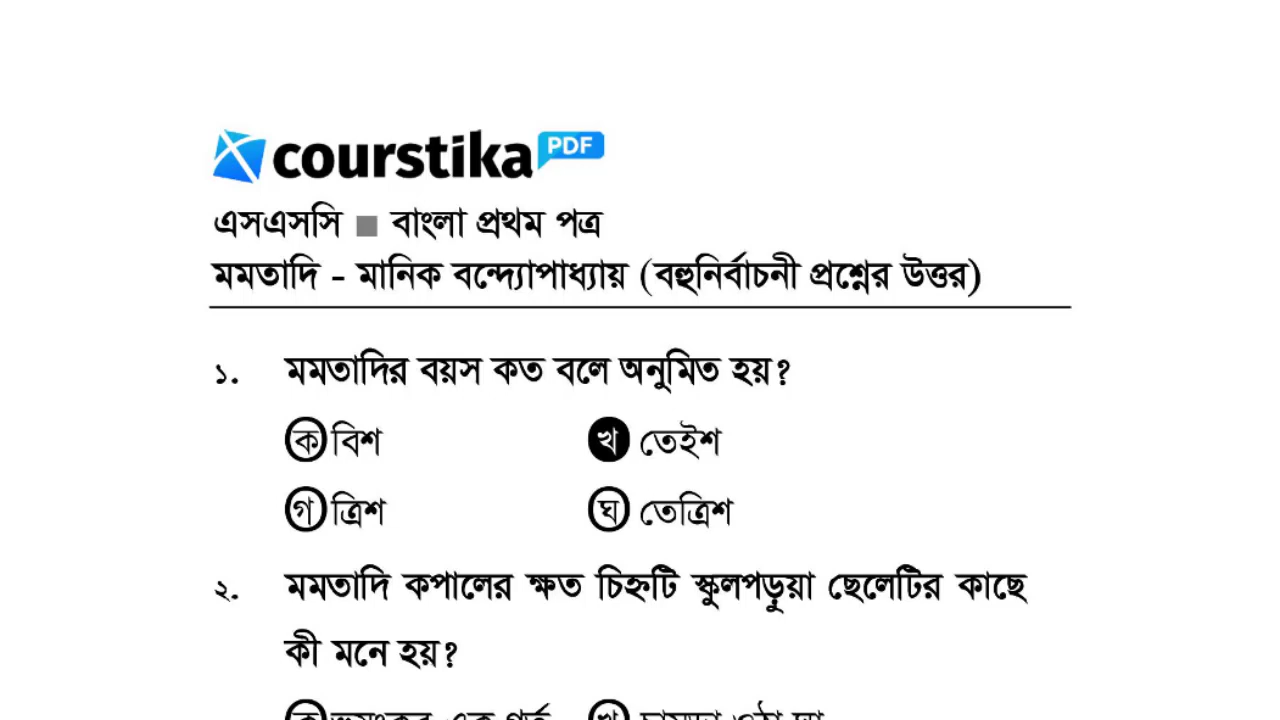 courstika PDF
এসএসসি ■ বাংলা প্রথম পত্র
মমতাদি - মানিক বন্দ্যোপাধ্যায় (বহুনির্বাচনী প্রশ্নের উত্তর)
১. মমতাদির বয়স কত বলে অনুমিত হয়?
ক বিশ খ তেইশ
গ ত্রিশ ঘ তেত্রিশ
২. মমতাদি কপালের ক্ষত চিহ্নটি স্কুলপড়ুয়া ছেলেটির কাছে
কী মনে হয়?